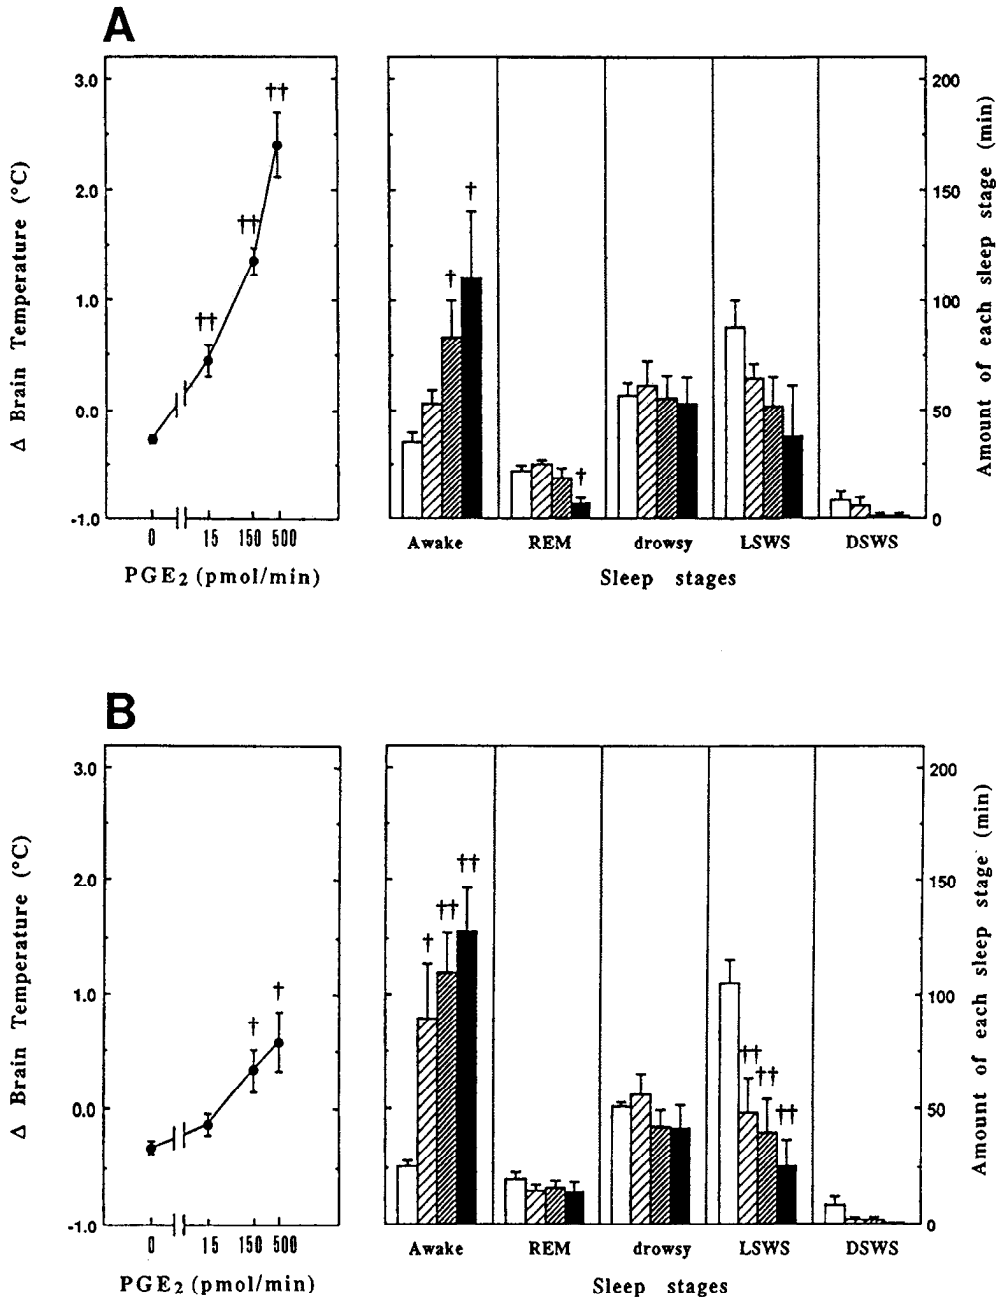 A
3.0
2.0
1.0
0.0
-1.0
Δ Brain Temperature (°C)
††
††
††
0 15 150 500
PGE2 (pmol/min)
†
†
†
200
150
100
50
0
Amount of each sleep stage (min)
Awake REM drowsy LSWS DSWS
Sleep stages
B
3.0
2.0
1.0
0.0
-1.0
Δ Brain Temperature (°C)
†
†
0 15 150 500
PGE2 (pmol/min)
††
††
†
††
††
††
200
150
100
50
0
Amount of each sleep stage (min)
Awake REM drowsy LSWS DSWS
Sleep stages